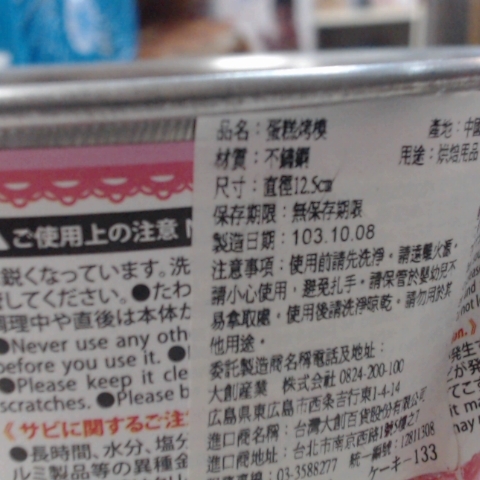 品名：蛋糕烤模 產地：中國
材質：不鏽鋼 用途：烘焙用品
尺寸：直徑12.5cm
保存期限：無保存期限
製造日期：103.10.08
注意事項：使用前請先洗淨。請遠離火源。
請小心使用，避免扎手。請保管於嬰幼兒不
易拿取處。使用後請洗淨晾乾。請勿用於其
他用途。
委託製造商名稱電話及地址：
大創産業 株式会社 0824-200-100
広島県東広島市西条吉行東1-4-14
進口商名稱：台灣大創百貨股份有限公司
進口商地址：台北市南京西路1號9樓之7
電話：03-3588277 統一編號：12811308
ケーキ-133
ご使用上の注意
鋭くなっています。洗
してください。●たわ
調理中や直後は本体か
●Never use any oth
before you use it. ●
●Please keep it cle
scratches. ●Please b
《サビに関するご注
●長時間、水分、塩分
ルミ製品等の異種金